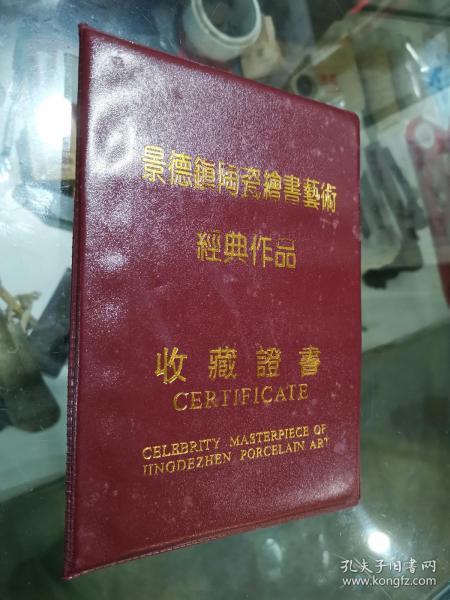 景德鎮陶瓷繪書藝術
經典作品
收藏證書
CERTIFICATE
CELEBRITY MASTERPIECE OF
JINGDEZHEN PORCELAIN ART
孔夫子旧书网
www.kongfz.com